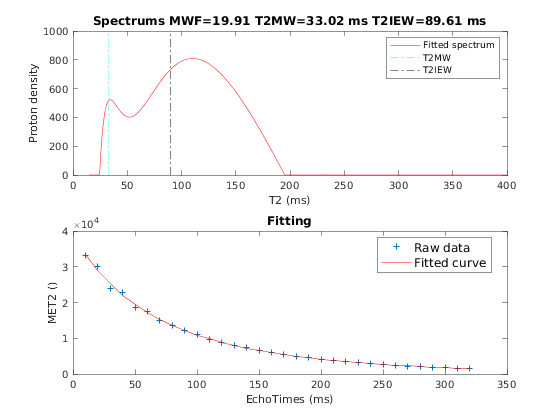 Spectrums MWF=19.91 T2MW=33.02 ms T2IEW=89.61 ms
Proton density
1000
800
600
400
200
0
Fitted spectrum
T2MW
T2IEW
0 50 100 150 200 250 300 350 400
T2 (ms)
Fitting
×10⁴
MET2 ()
4
3
2
1
0
Raw data
Fitted curve
0 50 100 150 200 250 300 350
EchoTimes (ms)